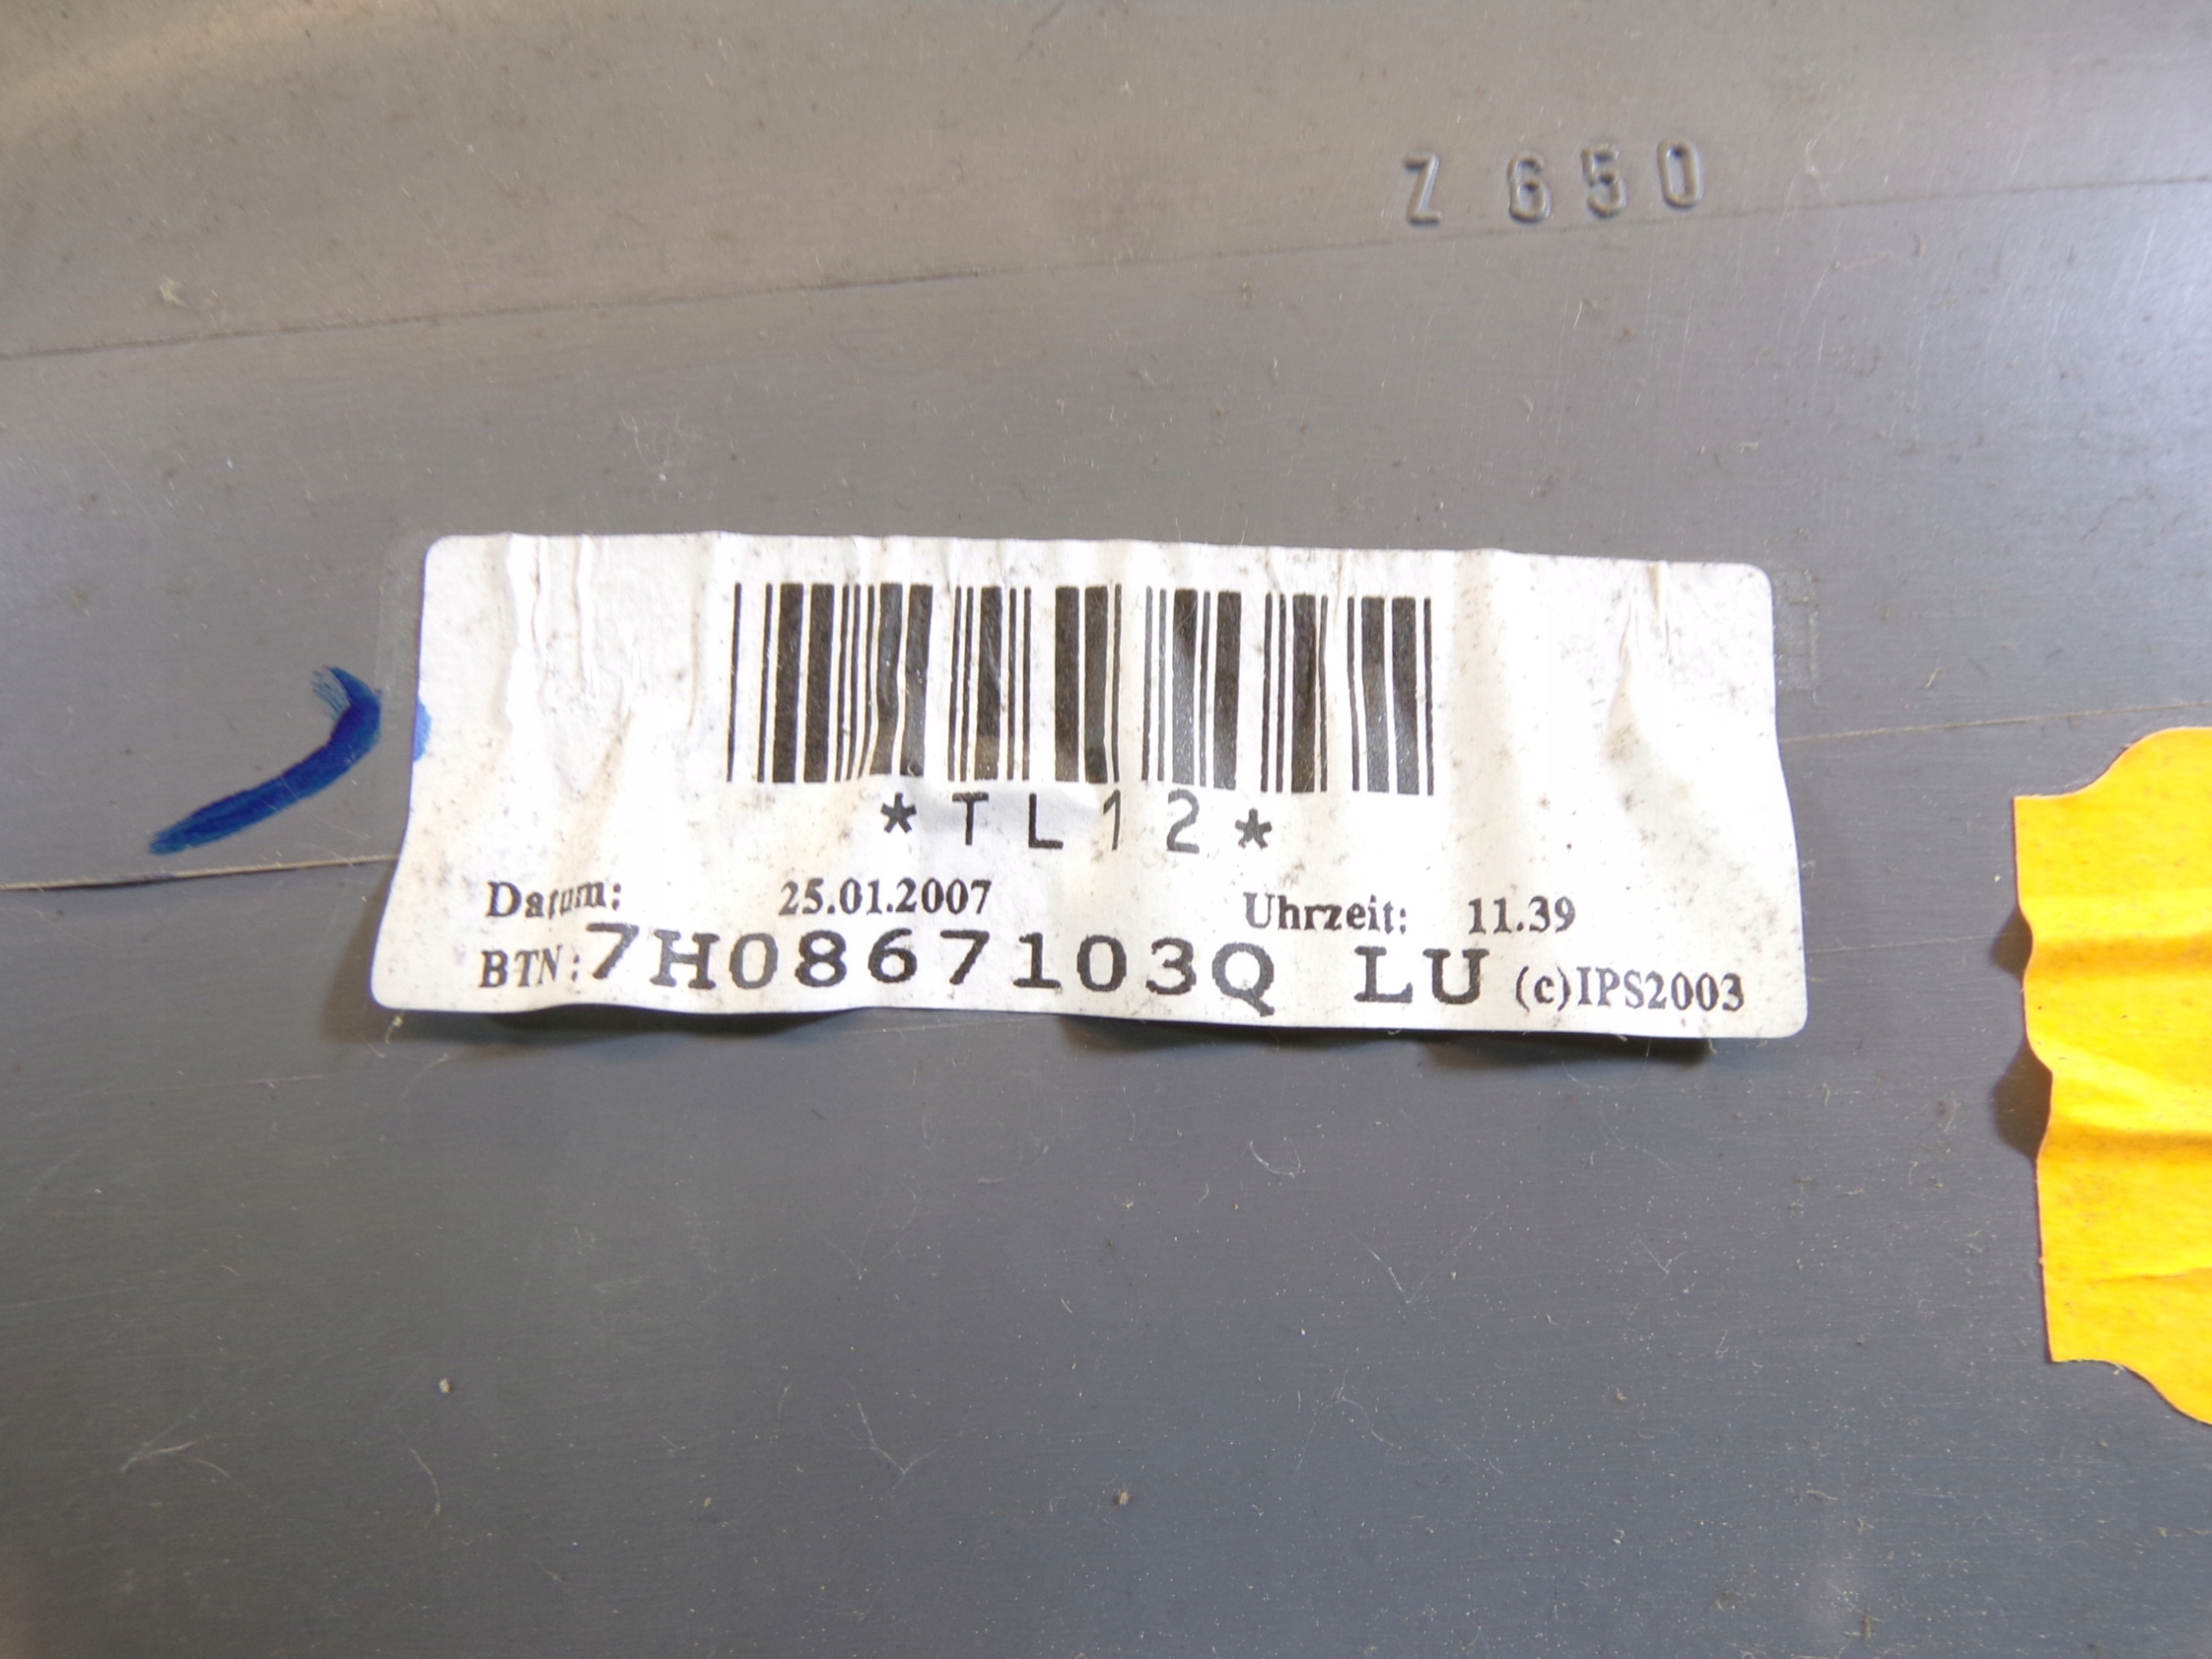 Z 650
*TL12*
Datum: 25.01.2007 Uhrzeit: 11.39
BTN:7H0867103Q LU (c)IPS2003